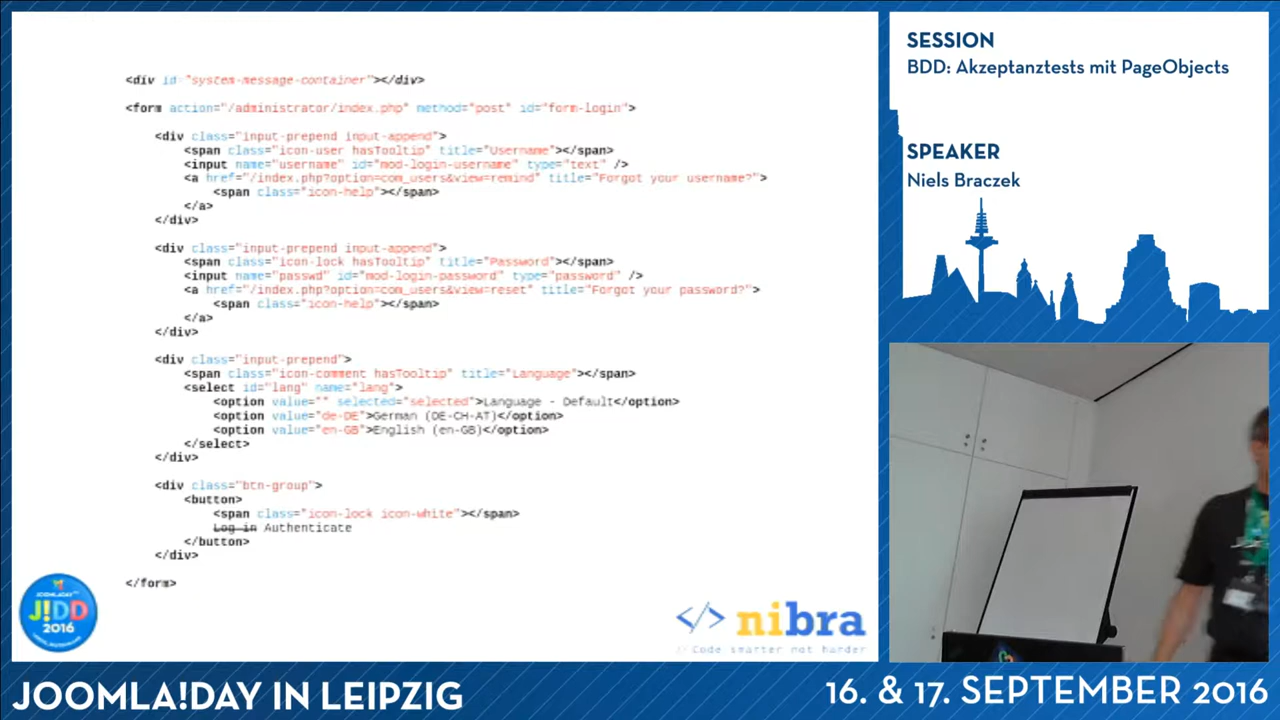 <div id="system-message-container"></div>
<form action="/administrator/index.php" method="post" id="form-login">
<div class="input-prepend input-append">
<span class="icon-user hasTooltip" title="Username"></span>
<input name="username" id="mod-login-username" type="text" />
<a href="/index.php?option=com_users&view=remind" title="Forgot your username?">
<span class="icon-help"></span>
</a>
</div>
<div class="input-prepend input-append">
<span class="icon-lock hasTooltip" title="Password"></span>
<input name="passwd" id="mod-login-password" type="password" />
<a href="/index.php?option=com_users&view=reset" title="Forgot your password?">
<span class="icon-help"></span>
</a>
</div>
<div class="input-prepend">
<span class="icon-comment hasTooltip" title="Language"></span>
<select id="lang" name="lang">
<option value="" selected="selected">Language - Default</option>
<option value="de-DE">German (DE-CH-AT)</option>
<option value="en-GB">English (en-GB)</option>
</select>
</div>
<div class="btn-group">
<button>
<span class="icon-lock icon-white"></span>
Log in Authenticate
</button>
</div>
</form>
J!DD
2016
</> nibra
// Code smarter not harder
SESSION
BDD: Akzeptanztests mit PageObjects
SPEAKER
Niels Braczek
JOOMLA!DAY IN LEIPZIG
16. & 17. SEPTEMBER 2016